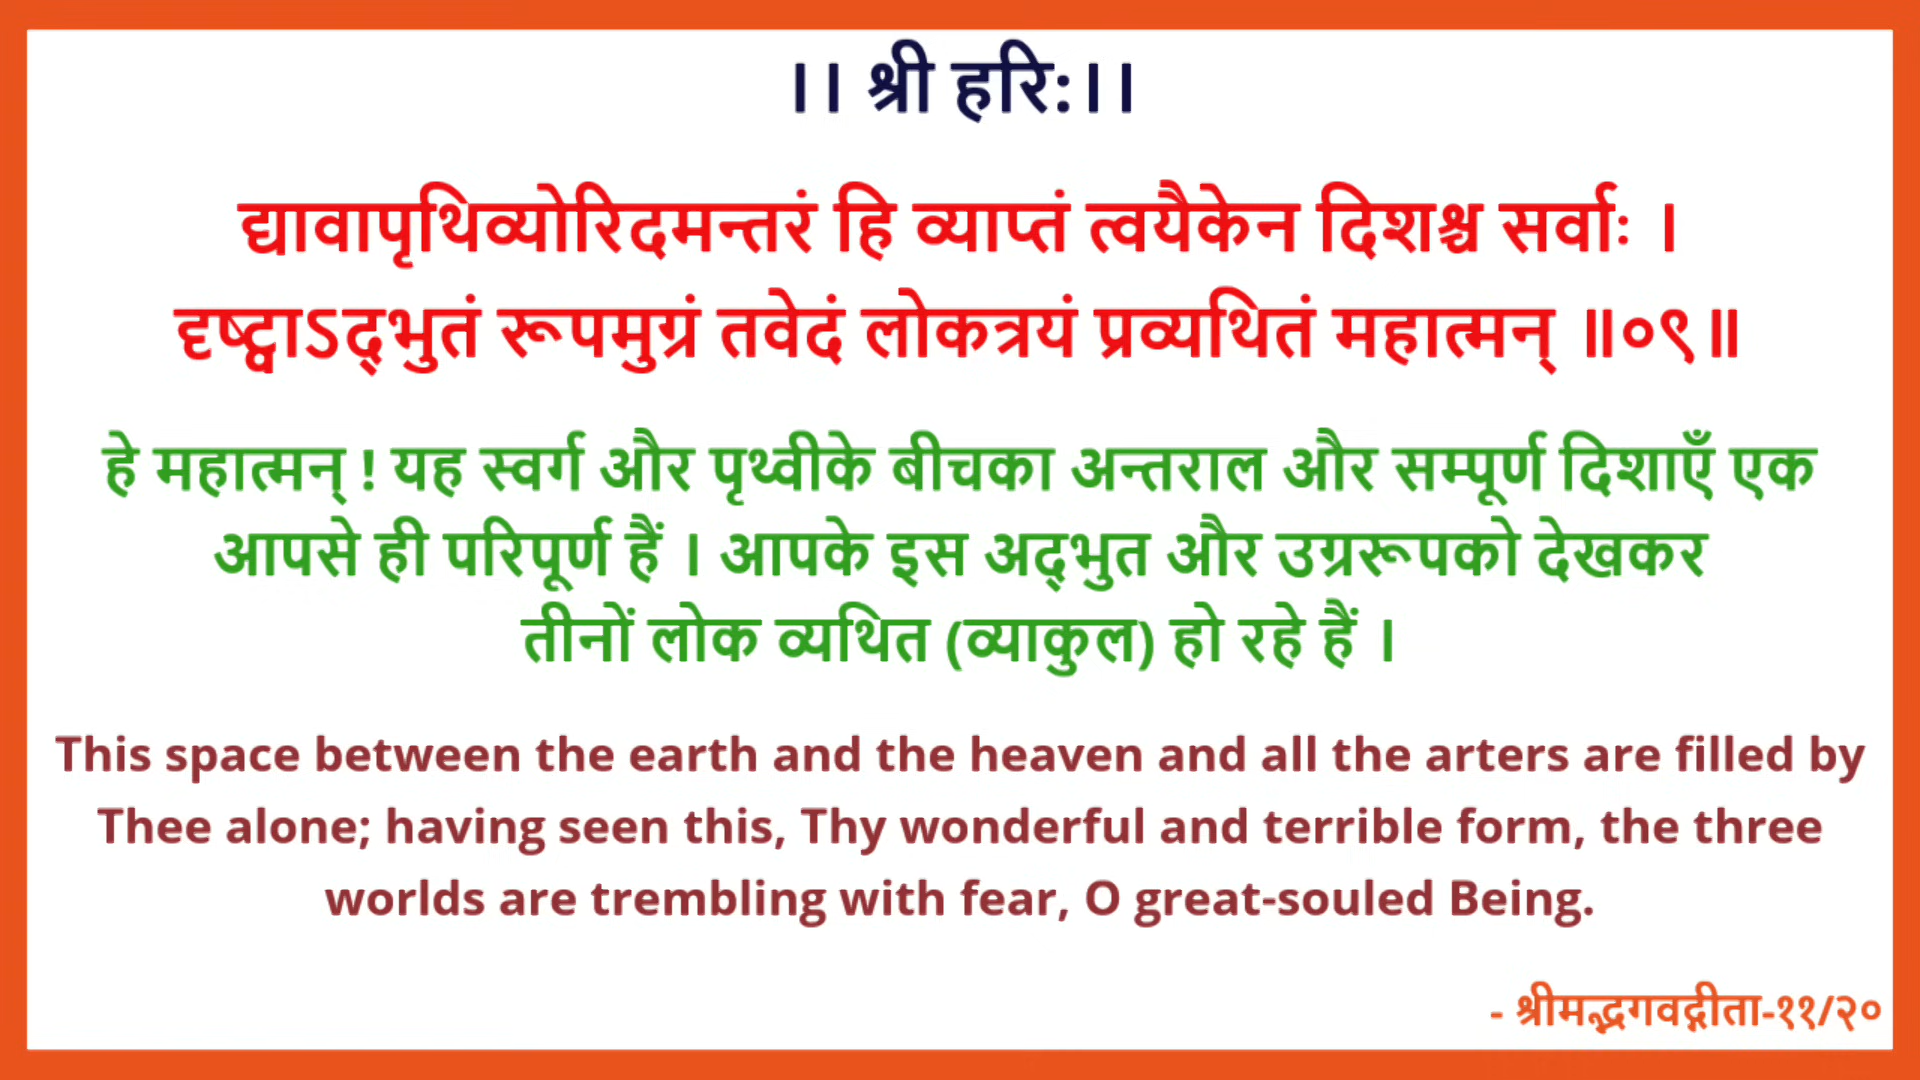 ।। श्री हरि:।।
द्यावापृथिव्योरिदमन्तरं हि व्याप्तं त्वयैकेन दिशश्च सर्वाः ।
दृष्ट्वाऽद्भुतं रूपमुग्रं तवेदं लोकत्रयं प्रव्यथितं महात्मन् ॥०९॥
हे महात्मन् ! यह स्वर्ग और पृथ्वीके बीचका अन्तराल और सम्पूर्ण दिशाएँ एक
आपसे ही परिपूर्ण हैं । आपके इस अद्भुत और उग्ररूपको देखकर
तीनों लोक व्यथित (व्याकुल) हो रहे हैं ।
This space between the earth and the heaven and all the arters are filled by
Thee alone; having seen this, Thy wonderful and terrible form, the three
worlds are trembling with fear, O great-souled Being.
- श्रीमद्भगवद्गीता-११/२०